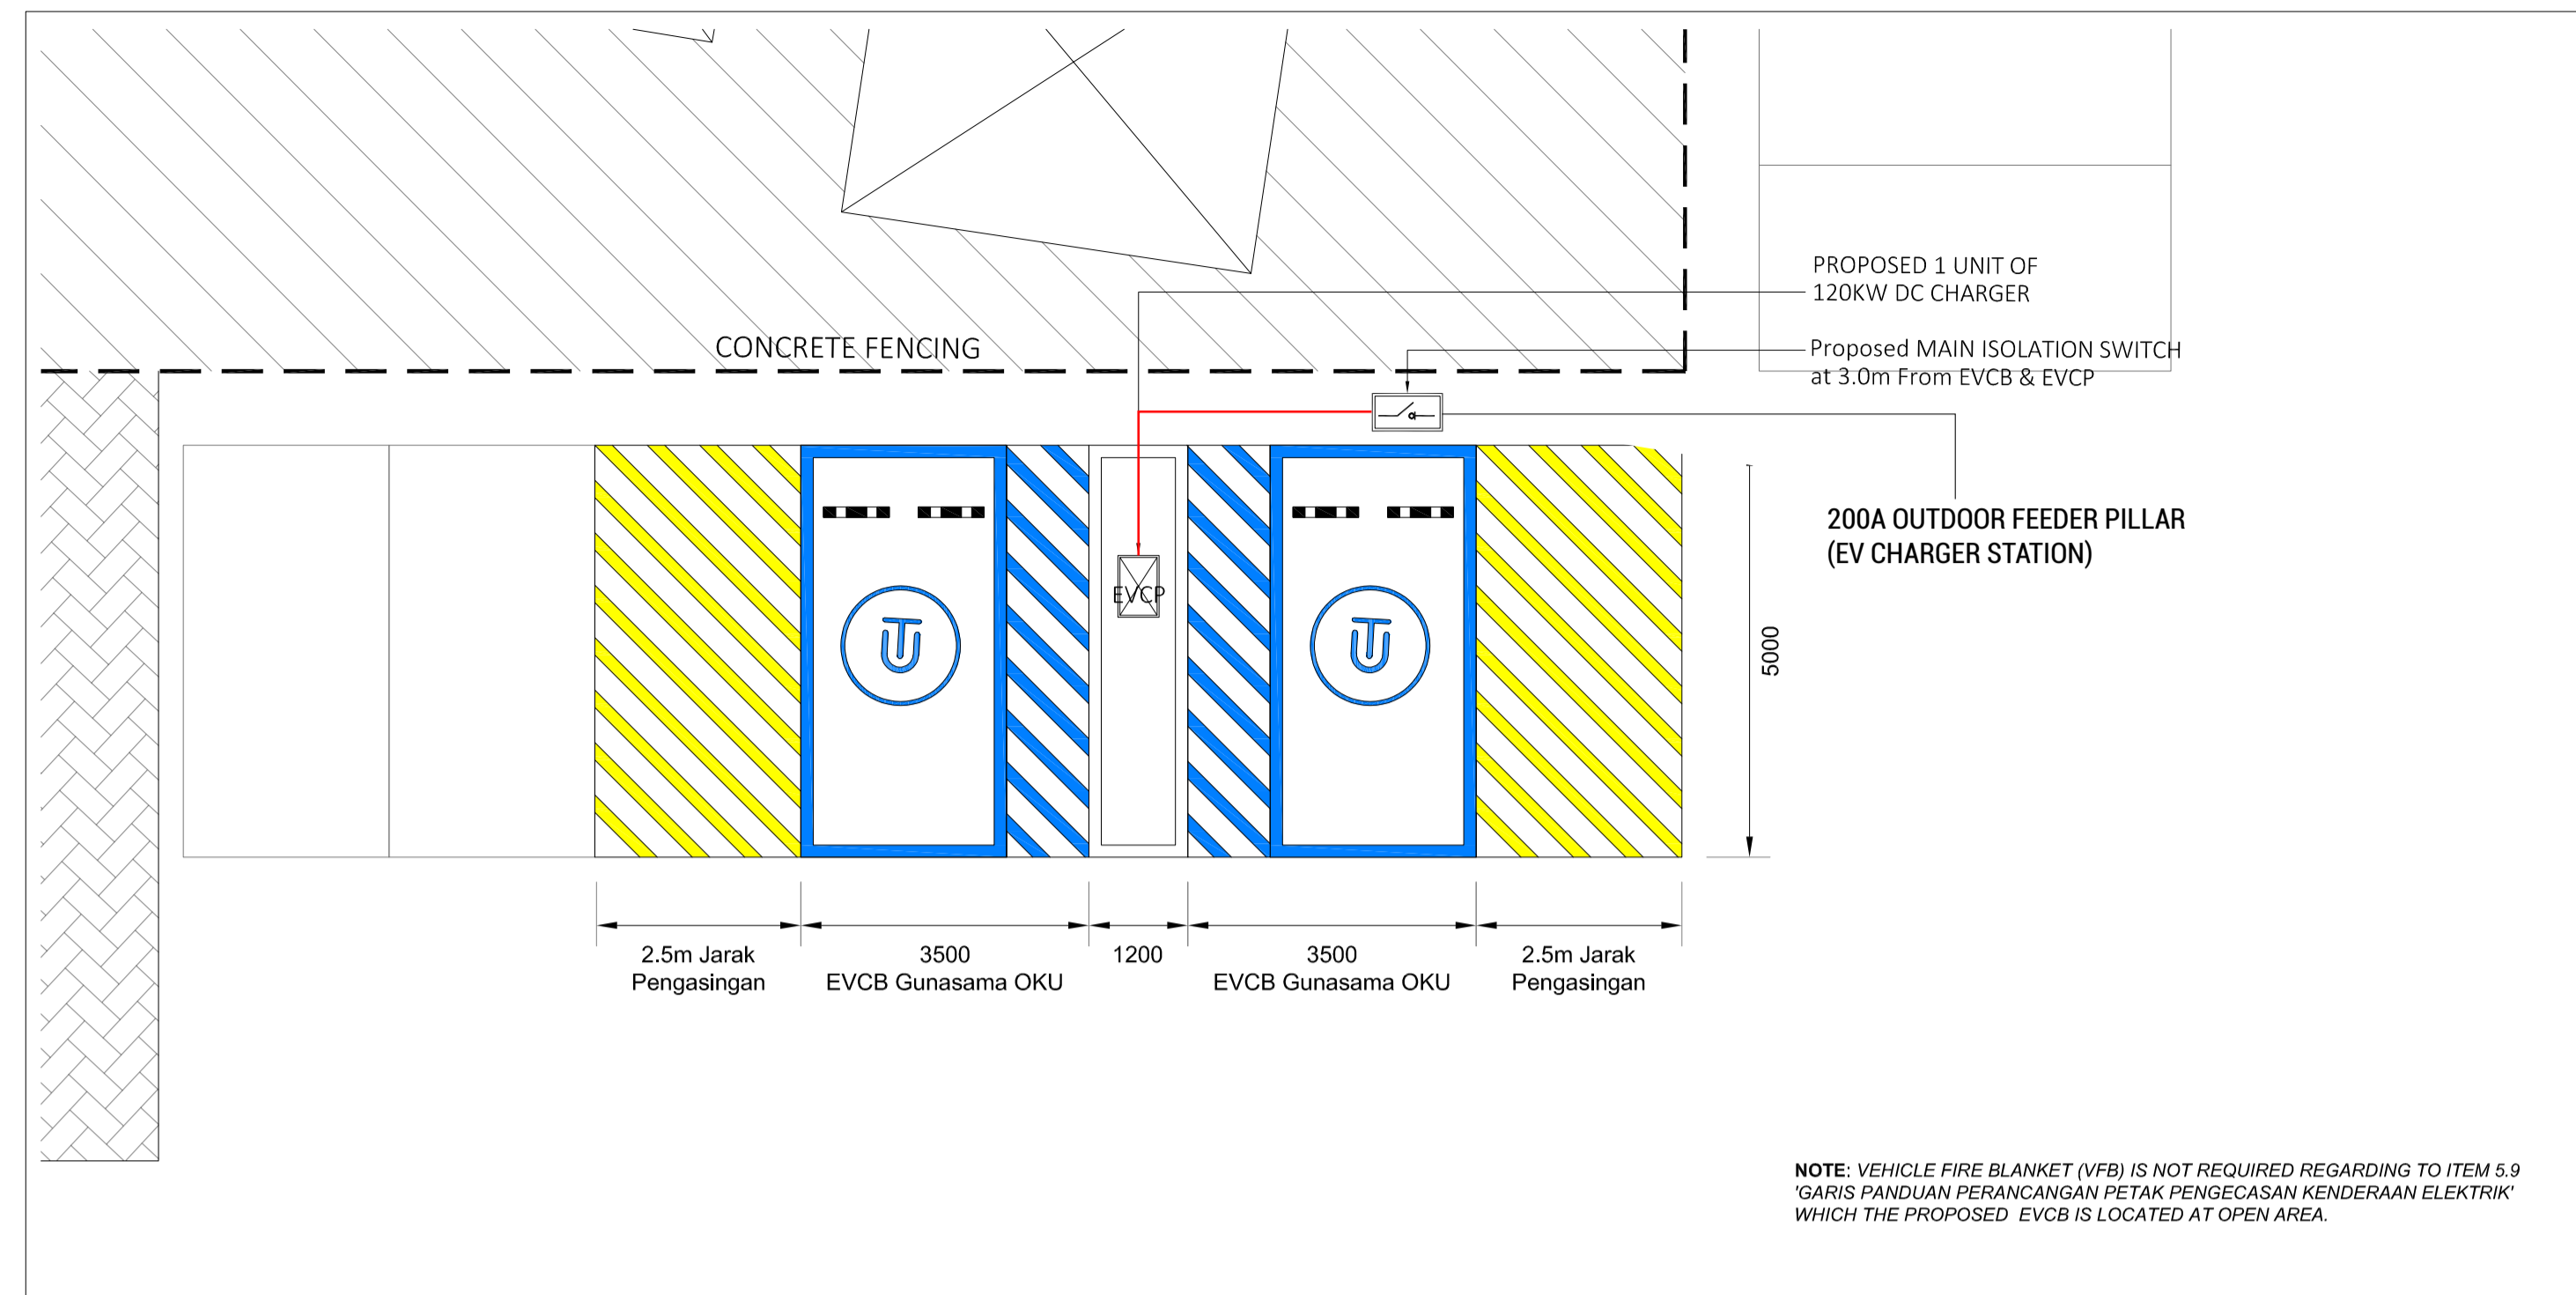 PROPOSED 1 UNIT OF
120KW DC CHARGER
CONCRETE FENCING
Proposed MAIN ISOLATION SWITCH
at 3.0m From EVCB & EVCP
200A OUTDOOR FEEDER PILLAR
(EV CHARGER STATION)
EVCP
5000
2.5m Jarak
Pengasingan
3500
EVCB Gunasama OKU
1200
3500
EVCB Gunasama OKU
2.5m Jarak
Pengasingan
NOTE: VEHICLE FIRE BLANKET (VFB) IS NOT REQUIRED REGARDING TO ITEM 5.9
'GARIS PANDUAN PERANCANGAN PETAK PENGECASAN KENDERAAN ELEKTRIK'
WHICH THE PROPOSED EVCB IS LOCATED AT OPEN AREA.